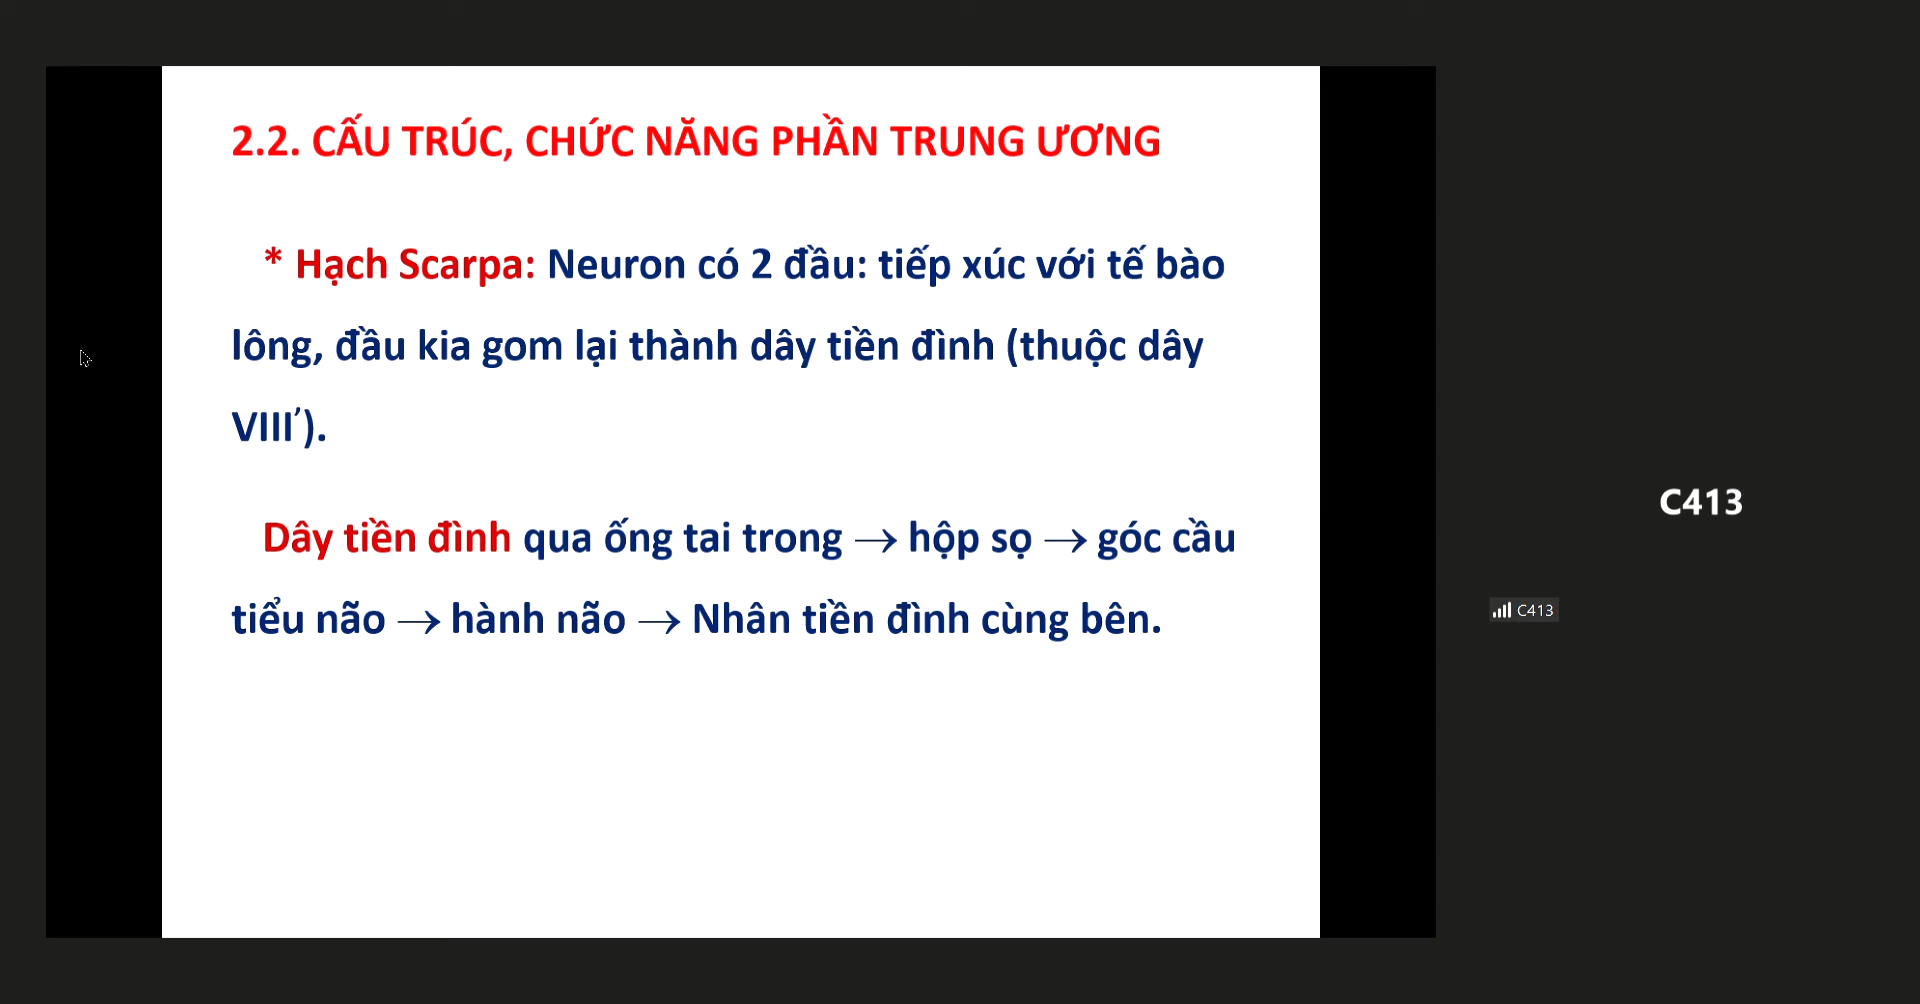 2.2. CẤU TRÚC, CHỨC NĂNG PHẦN TRUNG ƯƠNG
* Hạch Scarpa: Neuron có 2 đầu: tiếp xúc với tế bào
lông, đầu kia gom lại thành dây tiền đình (thuộc dây
VIII’).
Dây tiền đình qua ống tai trong → hộp sọ → góc cầu
tiểu não → hành não → Nhân tiền đình cùng bên.
C413
C413